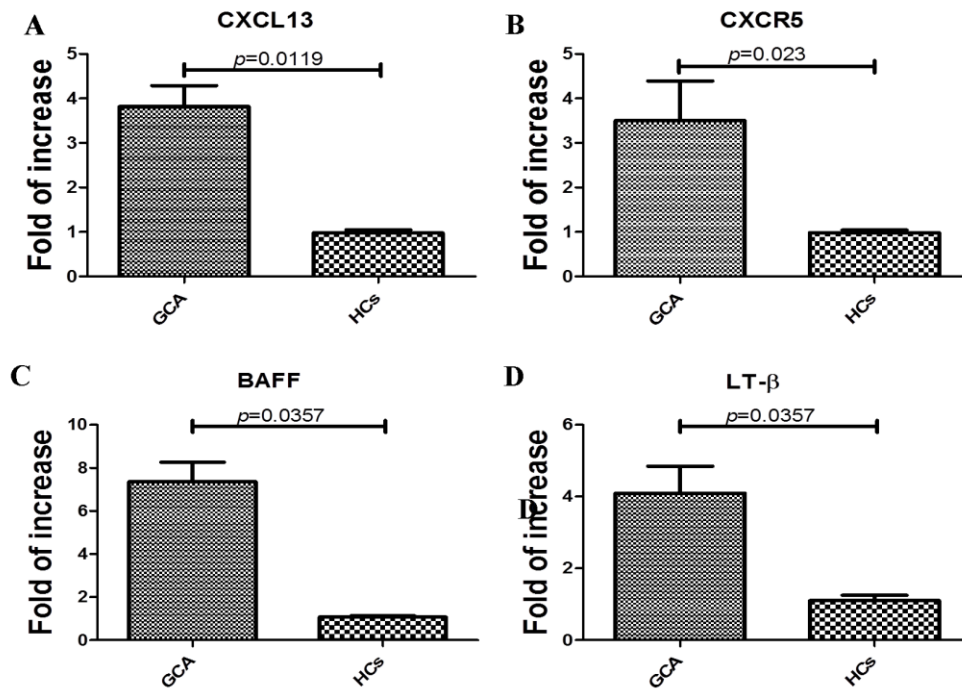 A
CXCL13
p=0.0119
Fold of increase
5
4
3
2
1
0
GCA
HCs
B
CXCR5
p=0.023
Fold of increase
5
4
3
2
1
0
GCA
HCs
C
BAFF
p=0.0357
Fold of increase
10
8
6
4
2
0
GCA
HCs
D
LT-β
p=0.0357
Fold of increase
D
6
4
2
0
GCA
HCs